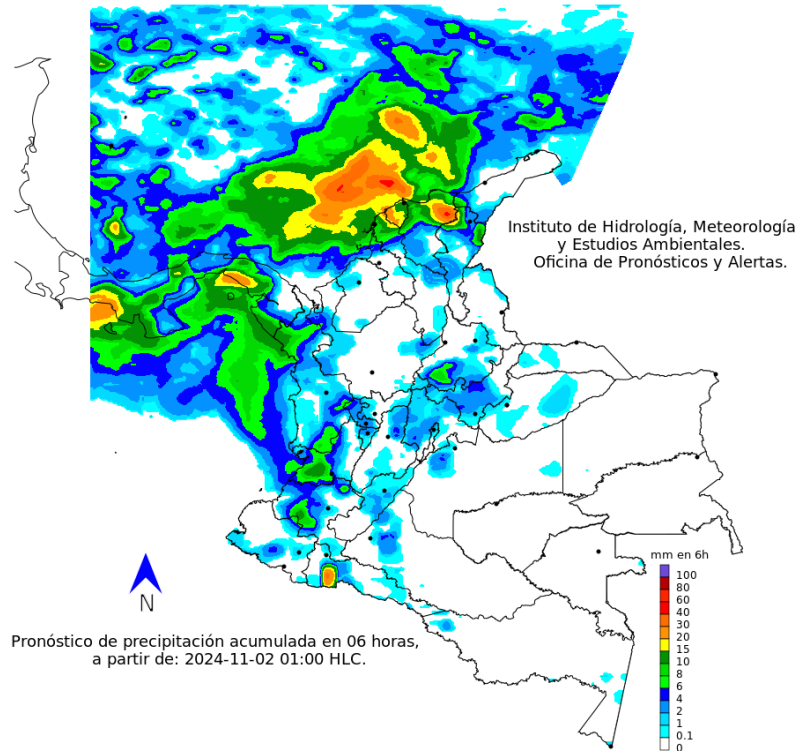 Instituto de Hidrología, Meteorología
y Estudios Ambientales.
Oficina de Pronósticos y Alertas.
N
Pronóstico de precipitación acumulada en 06 horas,
a partir de: 2024-11-02 01:00 HLC.
mm en 6h
100
80
60
40
30
20
15
10
8
6
4
2
1
0.1
0